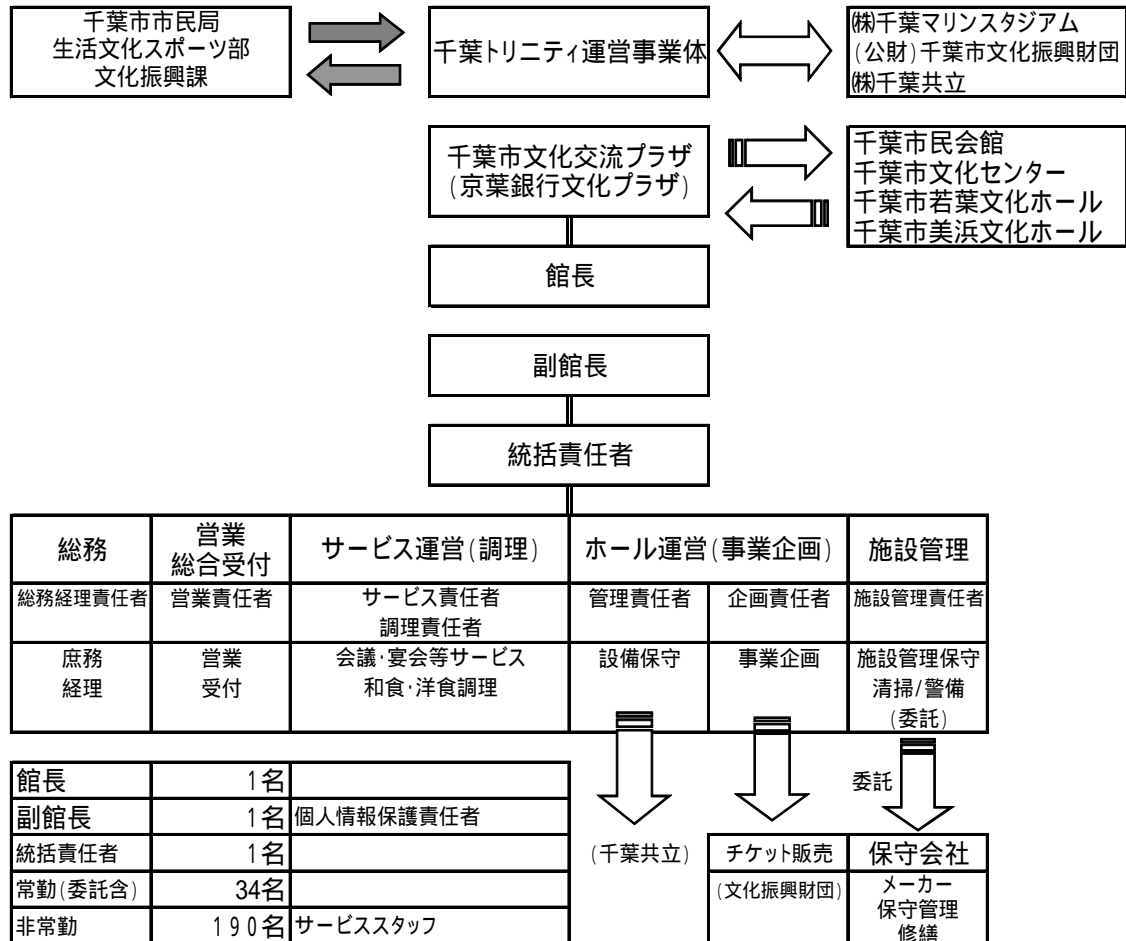 千葉市市民局
生活文化スポーツ部
文化振興課
千葉トリニティ運営事業体
㈱千葉マリンスタジアム
(公財)千葉市文化振興財団
㈱千葉共立
千葉市文化交流プラザ
(京葉銀行文化プラザ)
千葉市民会館
千葉市文化センター
千葉市若葉文化ホール
千葉市美浜文化ホール
館長
副館長
統括責任者
総務
営業
総合受付
サービス運営(調理)
ホール運営(事業企画)
施設管理
総務経理責任者
営業責任者
サービス責任者
調理責任者
管理責任者
企画責任者
施設管理責任者
庶務
経理
営業
受付
会議・宴会等サービス
和食・洋食調理
設備保守
事業企画
施設管理保守
清掃/警備
(委託)
館長 1名
副館長 1名 個人情報保護責任者
統括責任者 1名
常勤(委託含) 34名
非常勤 190名 サービススタッフ
(千葉共立)
チケット販売
(文化振興財団)
委託
保守会社
メーカー
保守管理
修繕